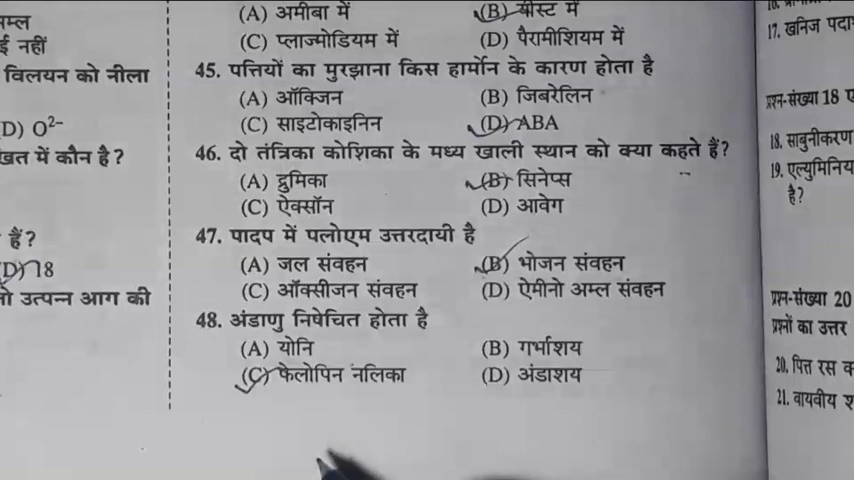 म्ल
ई नहीं
विलयन को नीला
D) O²⁻
खत में कौन है?
हैं?
(D) 18
नो उत्पन्न आग की
(A) अमीबा में (B) यीस्ट में
(C) प्लाज्मोडियम में (D) पैरामीशियम में
45. पत्तियों का मुरझाना किस हार्मोन के कारण होता है
(A) ऑक्जिन (B) जिबरेलिन
(C) साइटोकाइनिन (D) ABA
46. दो तंत्रिका कोशिका के मध्य खाली स्थान को क्या कहते हैं?
(A) द्रुमिका (B) सिनेप्स
(C) ऐक्सॉन (D) आवेग
47. पादप में फ्लोएम उत्तरदायी है
(A) जल संवहन (B) भोजन संवहन
(C) ऑक्सीजन संवहन (D) ऐमीनो अम्ल संवहन
48. अंडाणु निषेचित होता है
(A) योनि (B) गर्भाशय
(C) फेलोपिन नलिका (D) अंडाशय
17. खनिज पदा
प्रश्न-संख्या 18 ए
18. साबुनीकरण
19. एल्युमिनिय
है?
प्रश्न-संख्या 20
प्रश्नों का उत्तर
20. पित्त रस क
21. वायवीय श